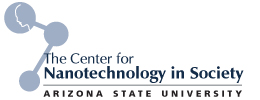 The Center for
Nanotechnology in Society
ARIZONA STATE UNIVERSITY